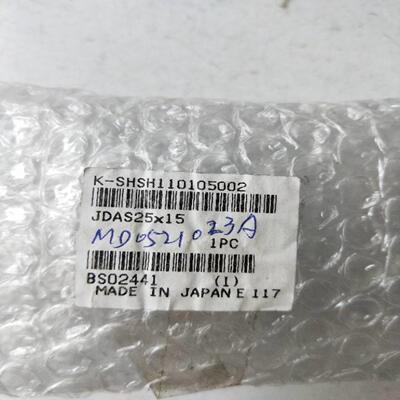 K-SHSH110105002
JDAS25x15
MD0521023A
1PC
BS02441 (1)
MADE IN JAPAN E 117